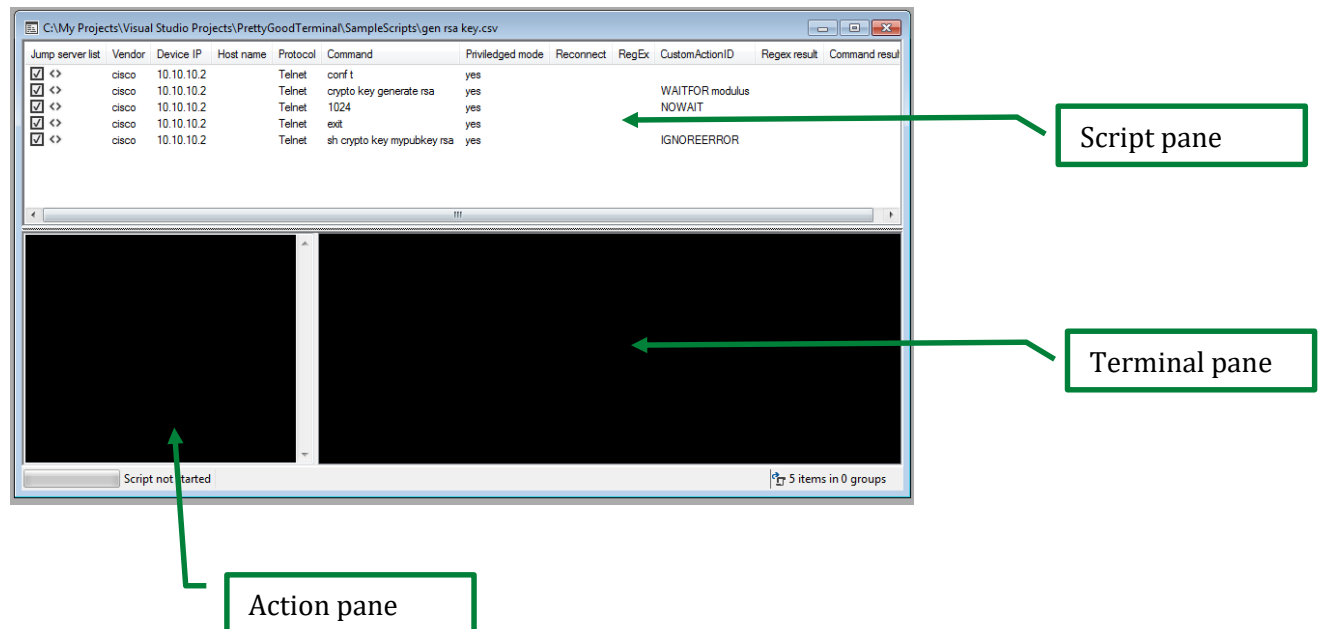 C:\My Projects\Visual Studio Projects\PrettyGoodTerminal\SampleScripts\gen rsa key.csv
Jump server list Vendor Device IP Host name Protocol Command Priviledged mode Reconnect RegEx CustomActionID Regex result Command resul
cisco 10.10.10.2 Telnet conf t yes
cisco 10.10.10.2 Telnet crypto key generate rsa yes WAITFOR modulus
cisco 10.10.10.2 Telnet 1024 yes NOWAIT
cisco 10.10.10.2 Telnet exit yes
cisco 10.10.10.2 Telnet sh crypto key mypubkey rsa yes IGNOREERROR
Script pane
Terminal pane
Script not started 5 items in 0 groups
Action pane